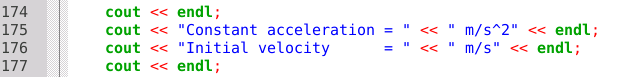 174 cout << endl;
175 cout << "Constant acceleration = " << " m/s^2" << endl;
176 cout << "Initial velocity      = " << " m/s" << endl;
177 cout << endl;